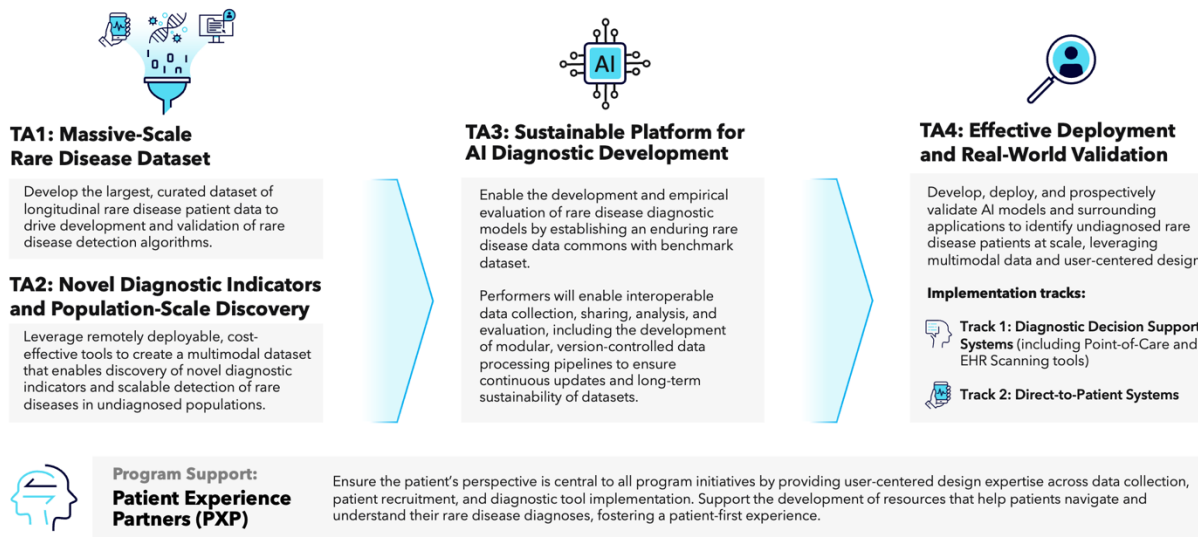 TA1: Massive-Scale
Rare Disease Dataset
Develop the largest, curated dataset of
longitudinal rare disease patient data to
drive development and validation of rare
disease detection algorithms.
TA2: Novel Diagnostic Indicators
and Population-Scale Discovery
Leverage remotely deployable, cost-
effective tools to create a multimodal dataset
that enables discovery of novel diagnostic
indicators and scalable detection of rare
diseases in undiagnosed populations.
AI
TA3: Sustainable Platform for
AI Diagnostic Development
Enable the development and empirical
evaluation of rare disease diagnostic
models by establishing an enduring rare
disease data commons with benchmark
dataset.
Performers will enable interoperable
data collection, sharing, analysis, and
evaluation, including the development
of modular, version-controlled data
processing pipelines to ensure
continuous updates and long-term
sustainability of datasets.
TA4: Effective Deployment
and Real-World Validation
Develop, deploy, and prospectively
validate AI models and surrounding
applications to identify undiagnosed rare
disease patients at scale, leveraging
multimodal data and user-centered design
Implementation tracks:
Track 1: Diagnostic Decision Support
Systems (including Point-of-Care and
EHR Scanning tools)
Track 2: Direct-to-Patient Systems
Program Support:
Patient Experience
Partners (PXP)
Ensure the patient's perspective is central to all program initiatives by providing user-centered design expertise across data collection,
patient recruitment, and diagnostic tool implementation. Support the development of resources that help patients navigate and
understand their rare disease diagnoses, fostering a patient-first experience.